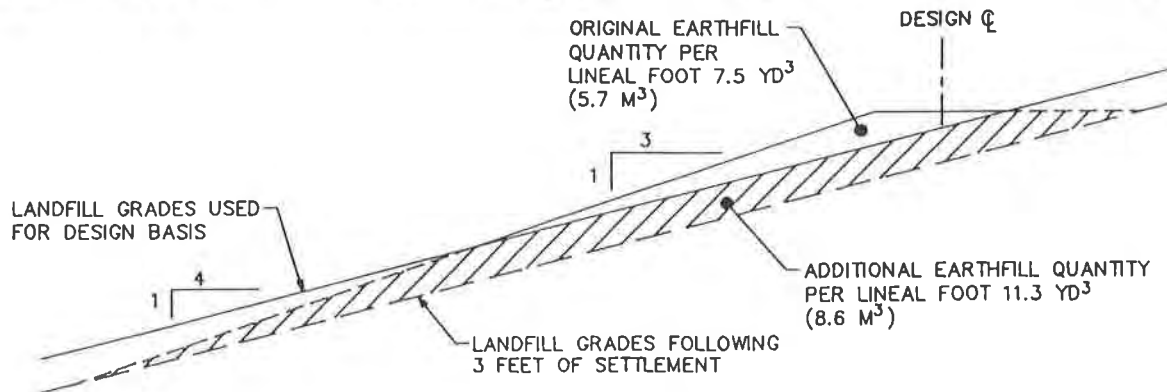 ORIGINAL EARTHFILL
QUANTITY PER
LINEAL FOOT 7.5 YD³
(5.7 M³)
DESIGN ℄
3
1
LANDFILL GRADES USED
FOR DESIGN BASIS
4
1
ADDITIONAL EARTHFILL QUANTITY
PER LINEAL FOOT 11.3 YD³
(8.6 M³)
LANDFILL GRADES FOLLOWING
3 FEET OF SETTLEMENT